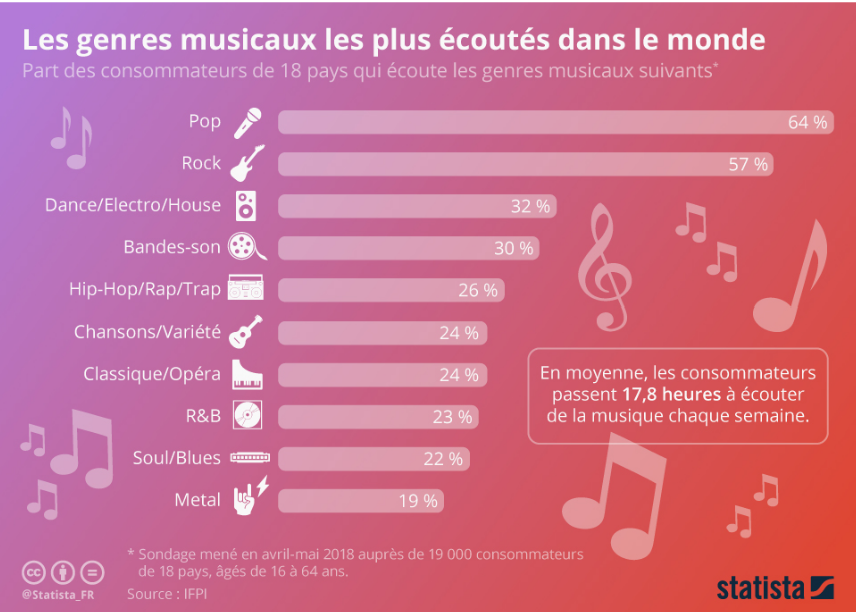 Les genres musicaux les plus écoutés dans le monde
Part des consommateurs de 18 pays qui écoute les genres musicaux suivants*
Pop 64 %
Rock 57 %
Dance/Electro/House 32 %
Bandes-son 30 %
Hip-Hop/Rap/Trap 26 %
Chansons/Variété 24 %
Classique/Opéra 24 %
R&B 23 %
Soul/Blues 22 %
Metal 19 %
En moyenne, les consommateurs
passent 17,8 heures à écouter
de la musique chaque semaine.
* Sondage mené en avril-mai 2018 auprès de 19 000 consommateurs
de 18 pays, âgés de 16 à 64 ans.
cc
@Statista_FR
Source : IFPI
statista